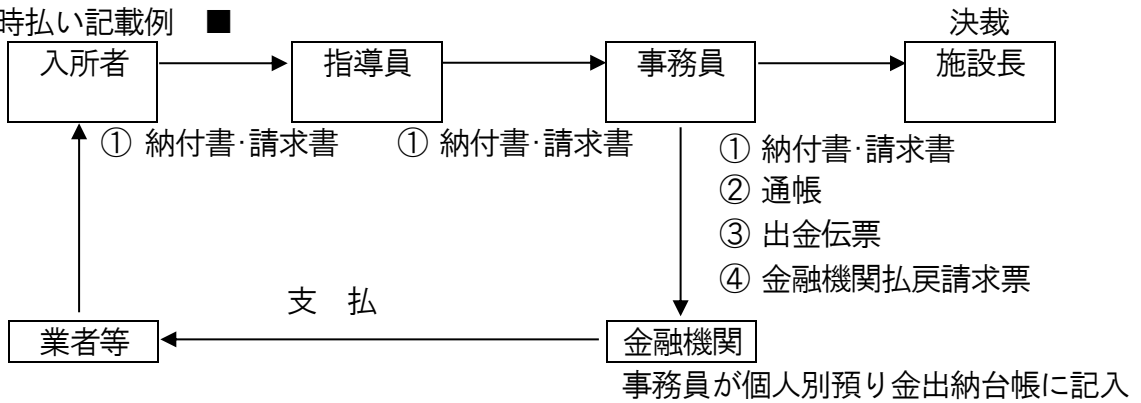 時払い記載例 ■
決裁
入所者
指導員
事務員
施設長
① 納付書･請求書
① 納付書･請求書
① 納付書･請求書
② 通帳
③ 出金伝票
④ 金融機関払戻請求票
支 払
業者等
金融機関
事務員が個人別預り金出納台帳に記入